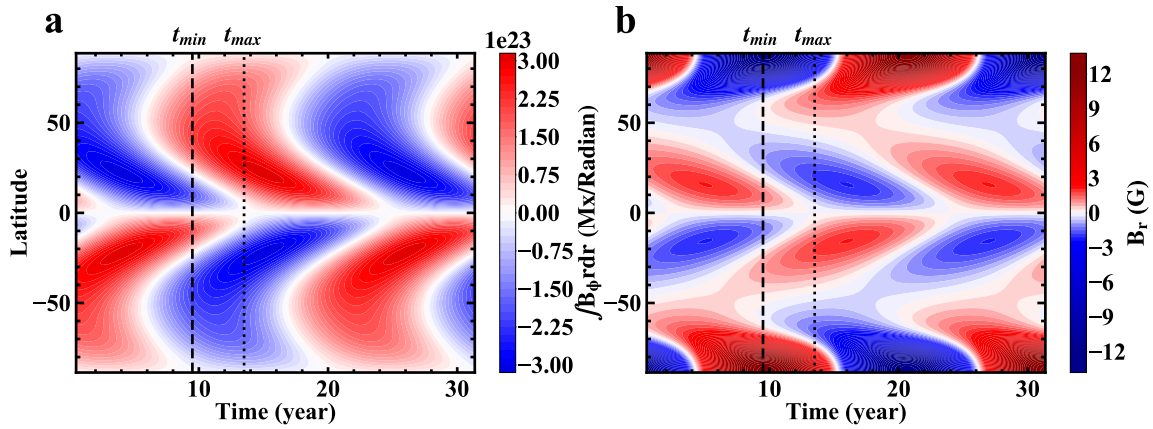 a
t_min t_max
1e23
50
0
−50
Latitude
10 20 30
Time (year)
3.00
2.25
1.50
0.75
0.00
−0.75
−1.50
−2.25
−3.00
∫B_ϕrdr (Mx/Radian)
b
t_min t_max
50
0
−50
10 20 30
Time (year)
12
9
6
3
0
−3
−6
−9
−12
B_r (G)